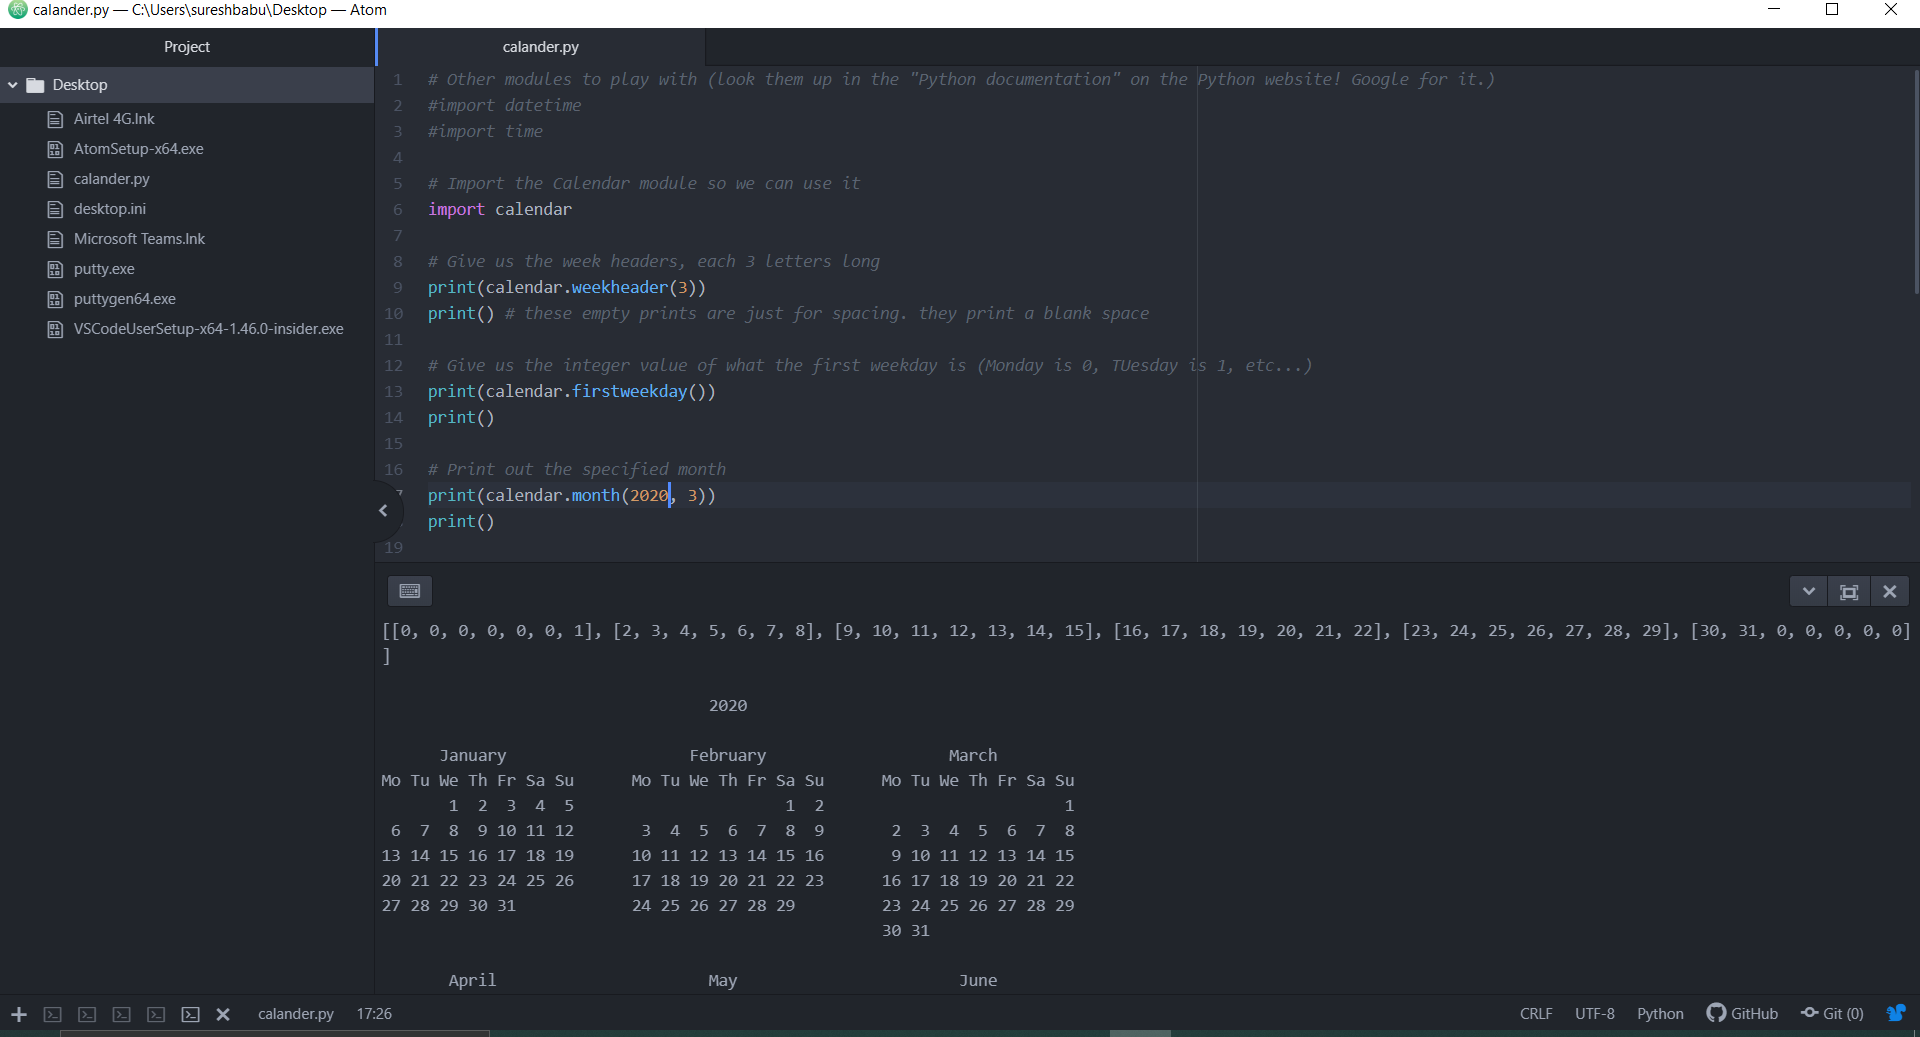 calander.py — C:\Users\sureshbabu\Desktop — Atom
Project
Desktop
Airtel 4G.lnk
AtomSetup-x64.exe
calander.py
desktop.ini
Microsoft Teams.lnk
putty.exe
puttygen64.exe
VSCodeUserSetup-x64-1.46.0-insider.exe
calander.py
1 # Other modules to play with (look them up in the "Python documentation" on the Python website! Google for it.)
2 #import datetime
3 #import time
4
5 # Import the Calendar module so we can use it
6 import calendar
7
8 # Give us the week headers, each 3 letters long
9 print(calendar.weekheader(3))
10 print() # these empty prints are just for spacing. they print a blank space
11
12 # Give us the integer value of what the first weekday is (Monday is 0, TUesday is 1, etc...)
13 print(calendar.firstweekday())
14 print()
15
16 # Print out the specified month
7 print(calendar.month(2020, 3))
print()
19
[[0, 0, 0, 0, 0, 0, 1], [2, 3, 4, 5, 6, 7, 8], [9, 10, 11, 12, 13, 14, 15], [16, 17, 18, 19, 20, 21, 22], [23, 24, 25, 26, 27, 28, 29], [30, 31, 0, 0, 0, 0, 0]
]
2020
January February March
Mo Tu We Th Fr Sa Su Mo Tu We Th Fr Sa Su Mo Tu We Th Fr Sa Su
1 2 3 4 5 1 2 1
6 7 8 9 10 11 12 3 4 5 6 7 8 9 2 3 4 5 6 7 8
13 14 15 16 17 18 19 10 11 12 13 14 15 16 9 10 11 12 13 14 15
20 21 22 23 24 25 26 17 18 19 20 21 22 23 16 17 18 19 20 21 22
27 28 29 30 31 24 25 26 27 28 29 23 24 25 26 27 28 29
30 31
April May June
calander.py 17:26
CRLF UTF-8 Python GitHub Git (0)